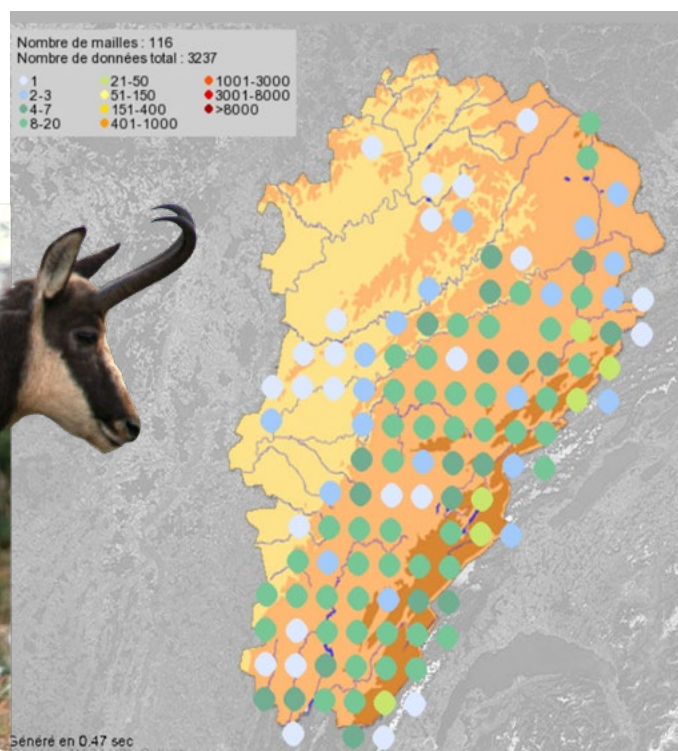 Nombre de mailles : 116
Nombre de données total : 3237
1 21-50 1001-3000
2-3 51-150 3001-8000
4-7 151-400 >8000
8-20 401-1000
Généré en 0.47 sec